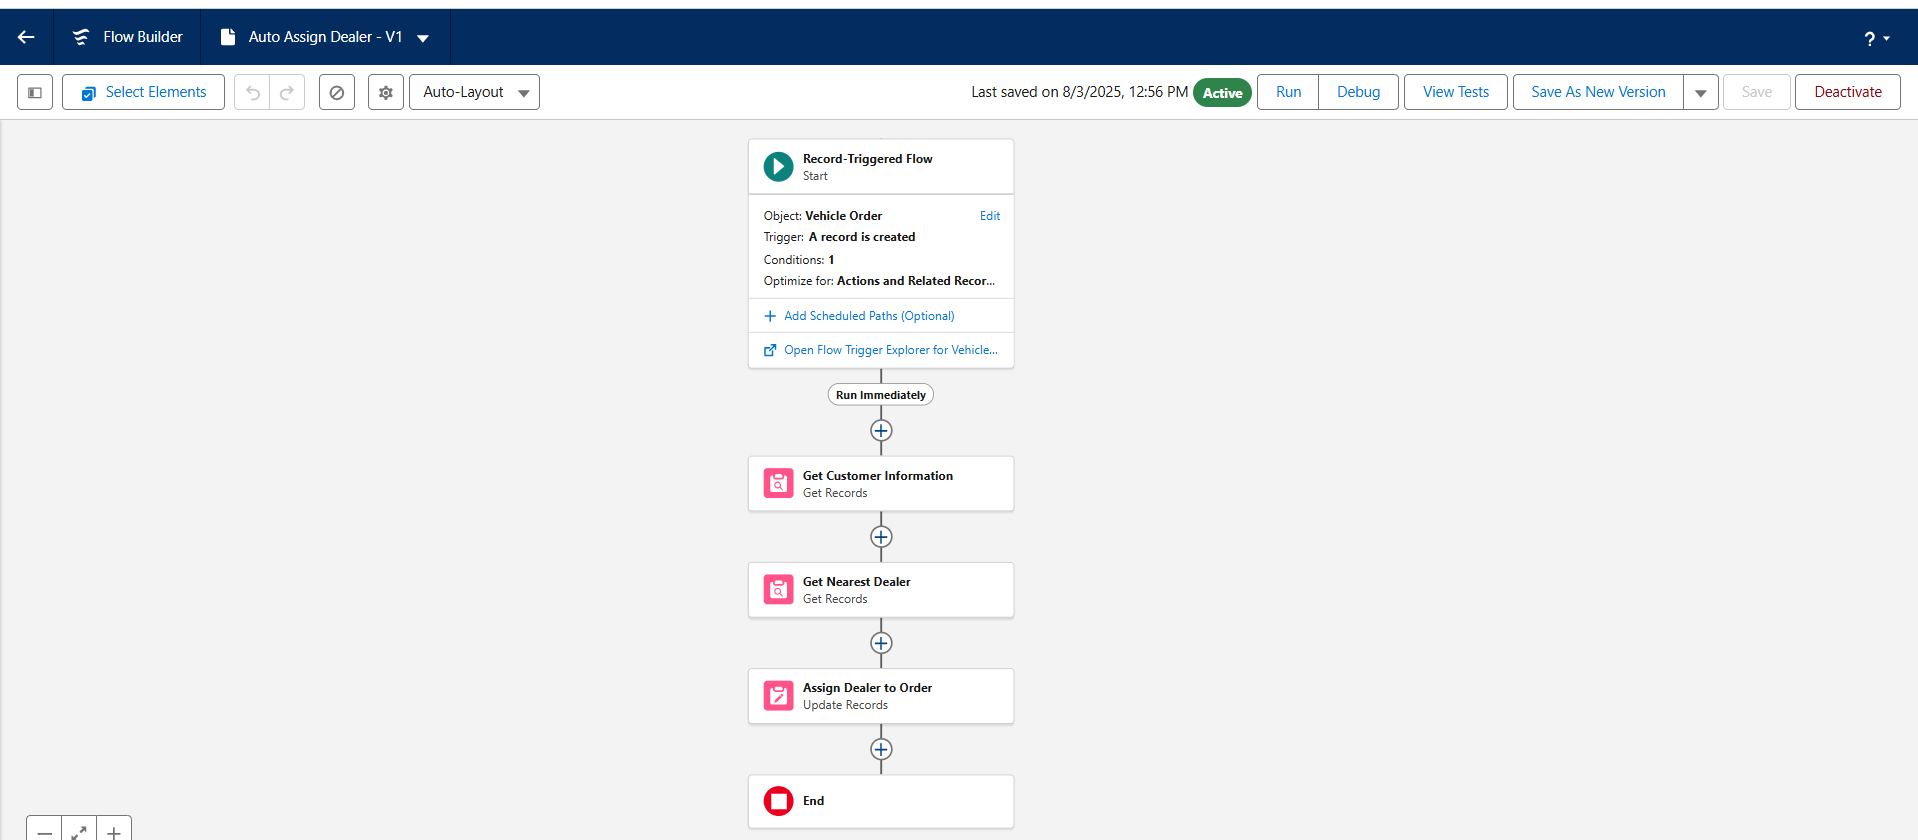 Flow Builder
Auto Assign Dealer - V1
?
Select Elements
Auto-Layout
Last saved on 8/3/2025, 12:56 PM
Active
Run
Debug
View Tests
Save As New Version
Save
Deactivate
Record-Triggered Flow
Start
Object: Vehicle Order
Edit
Trigger: A record is created
Conditions: 1
Optimize for: Actions and Related Recor...
Add Scheduled Paths (Optional)
Open Flow Trigger Explorer for Vehicle...
Run Immediately
Get Customer Information
Get Records
Get Nearest Dealer
Get Records
Assign Dealer to Order
Update Records
End